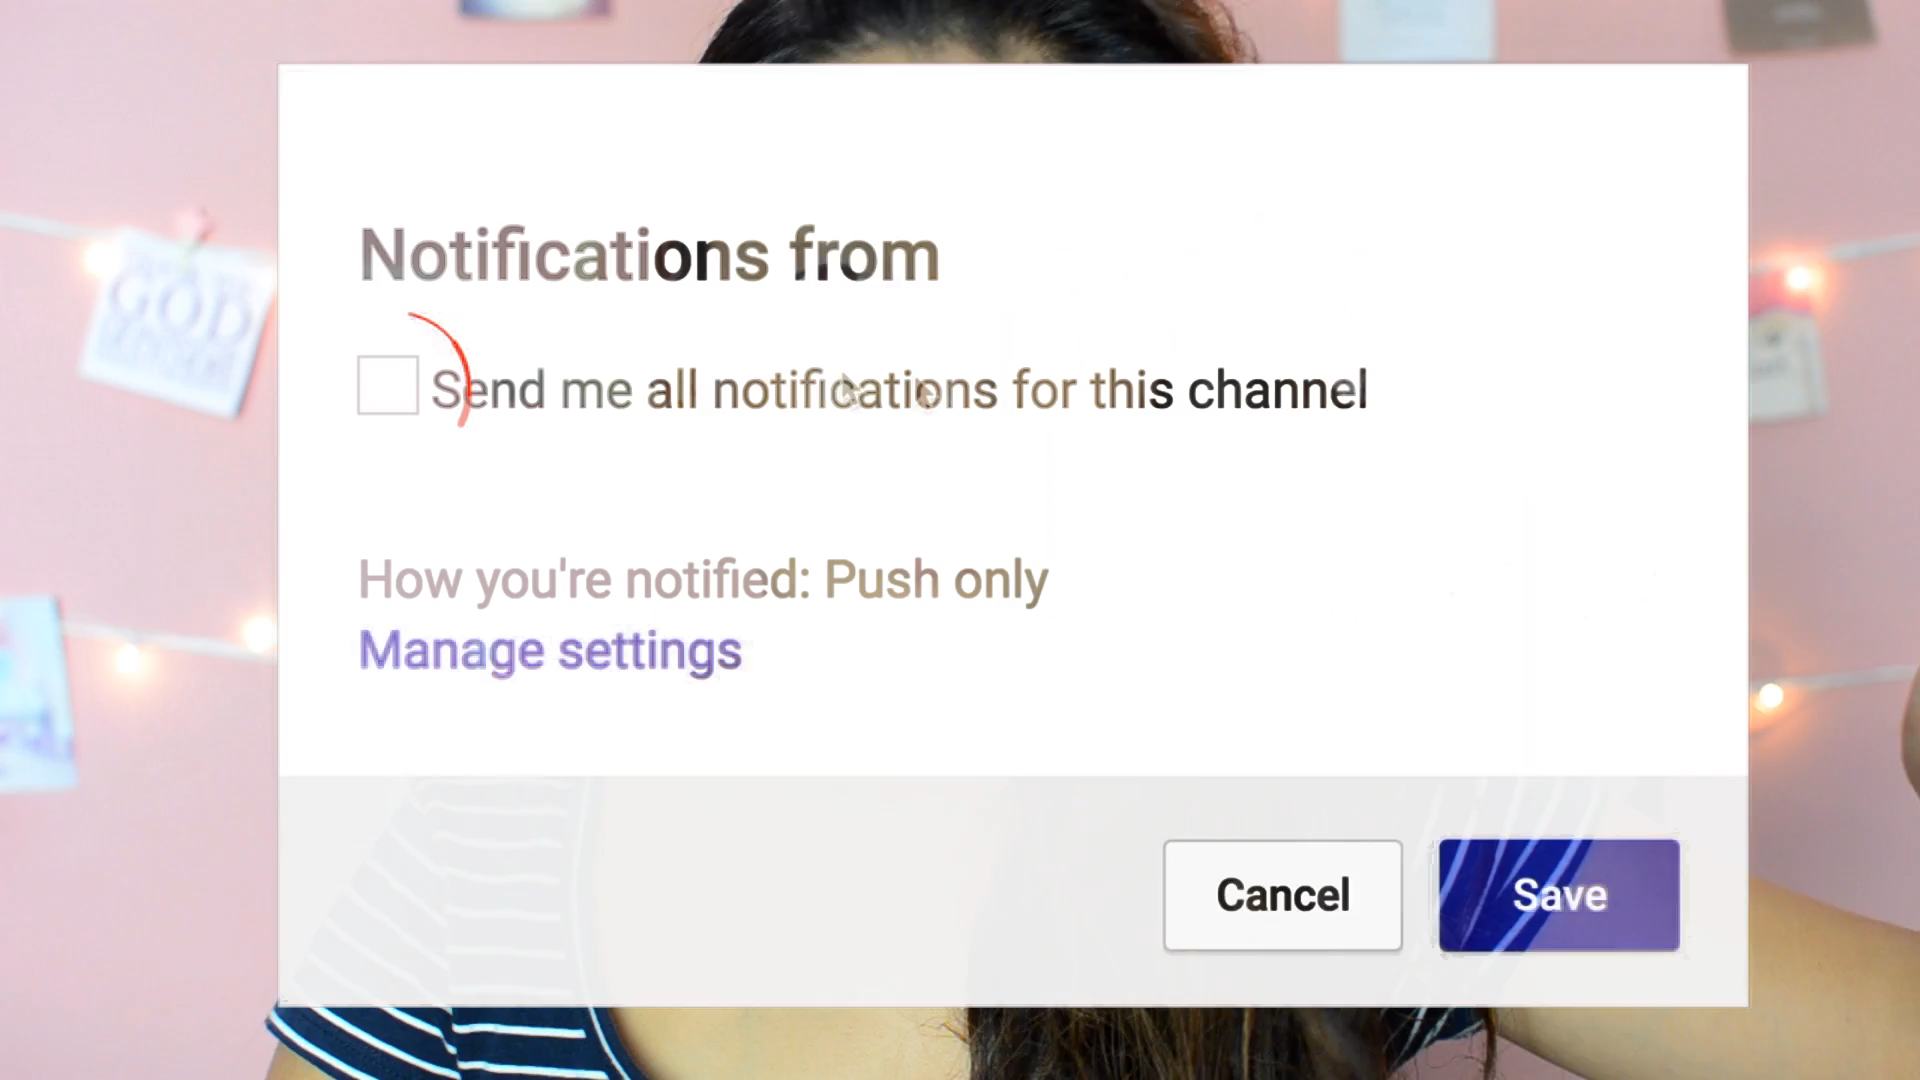 GOD
Notifications from
Send me all notifications for this channel
How you're notified: Push only
Manage settings
Cancel
Save